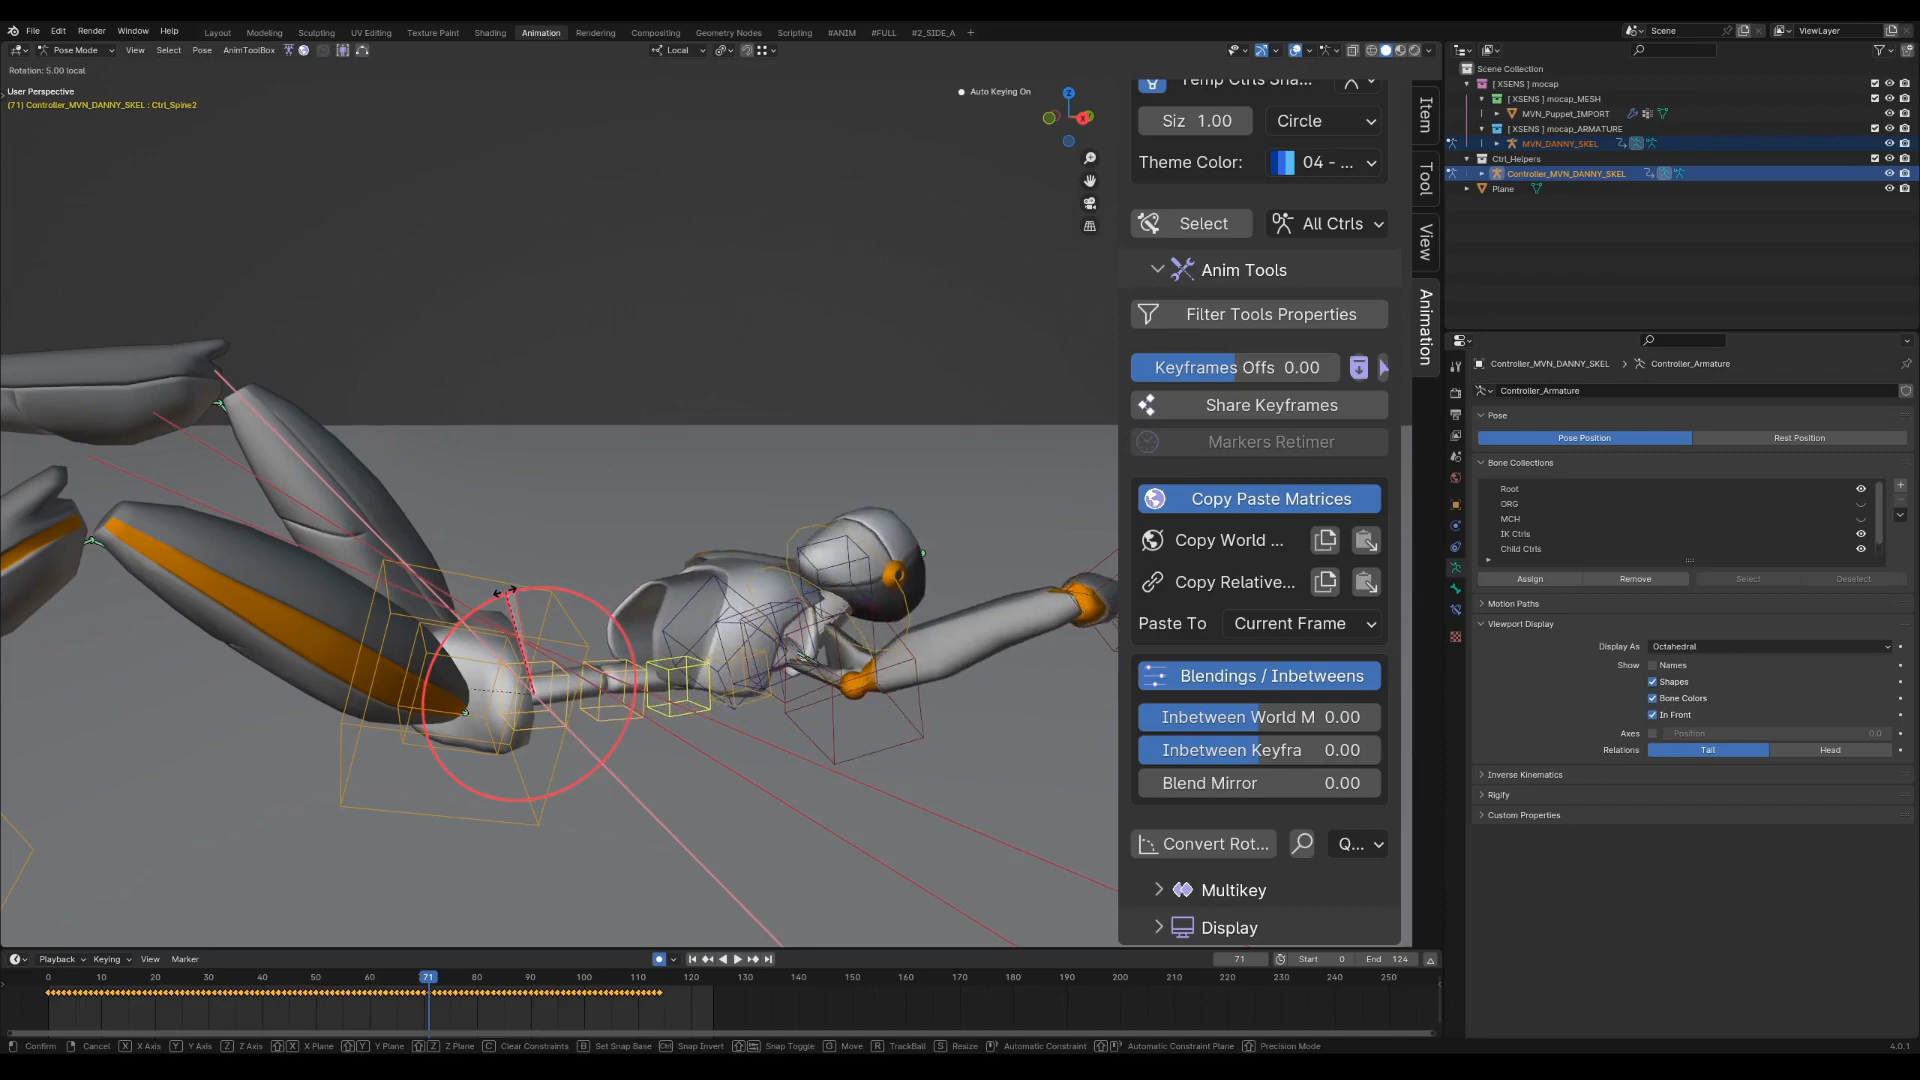 File Edit Render Window Help Layout Modeling Sculpting UV Editing Texture Paint Shading Animation Rendering Compositing Geometry Nodes Scripting #ANIM #FULL #2_SIDE_A + Scene ViewLayer
Pose Mode View Select Pose AnimToolBox Local
Rotation: 5.00 local
User Perspective
(71) Controller_MVN_DANNY_SKEL : Ctrl_Spine2
Auto Keying On
Z
Temp Ctrls Sha...
Siz 1.00 Circle
Theme Color: 04 - ...
Select All Ctrls
Anim Tools
Filter Tools Properties
Keyframes Offs 0.00
Share Keyframes
Markers Retimer
Copy Paste Matrices
Copy World ...
Copy Relative...
Paste To Current Frame
Blendings / Inbetweens
Inbetween World M 0.00
Inbetween Keyfra 0.00
Blend Mirror 0.00
Convert Rot... Q...
Multikey
Display
Item
Tool
View
Animation
Scene Collection
[ XSENS ] mocap
[ XSENS ] mocap_MESH
MVN_Puppet_IMPORT
[ XSENS ] mocap_ARMATURE
MVN_DANNY_SKEL
Ctrl_Helpers
Controller_MVN_DANNY_SKEL
Plane
Controller_MVN_DANNY_SKEL > Controller_Armature
Controller_Armature
Pose
Pose Position Rest Position
Bone Collections
Root
ORG
MCH
IK Ctrls
Child Ctrls
Assign Remove Select Deselect
Motion Paths
Viewport Display
Display As Octahedral
Show Names
Shapes
Bone Colors
In Front
Axes Position 0.0
Relations Tail Head
Inverse Kinematics
Rigify
Custom Properties
Playback Keying View Marker 71 Start 0 End 124
0 10 20 30 40 50 60 71 80 90 100 110 120 130 140 150 160 170 180 190 200 210 220 230 240 250
Confirm Cancel X X Axis Y Y Axis Z Z Axis X X Plane Y Y Plane Z Z Plane C Clear Constraints B Set Snap Base Ctrl Snap Invert Snap Toggle G Move R TrackBall S Resize Automatic Constraint Automatic Constraint Plane Precision Mode 4.0.1